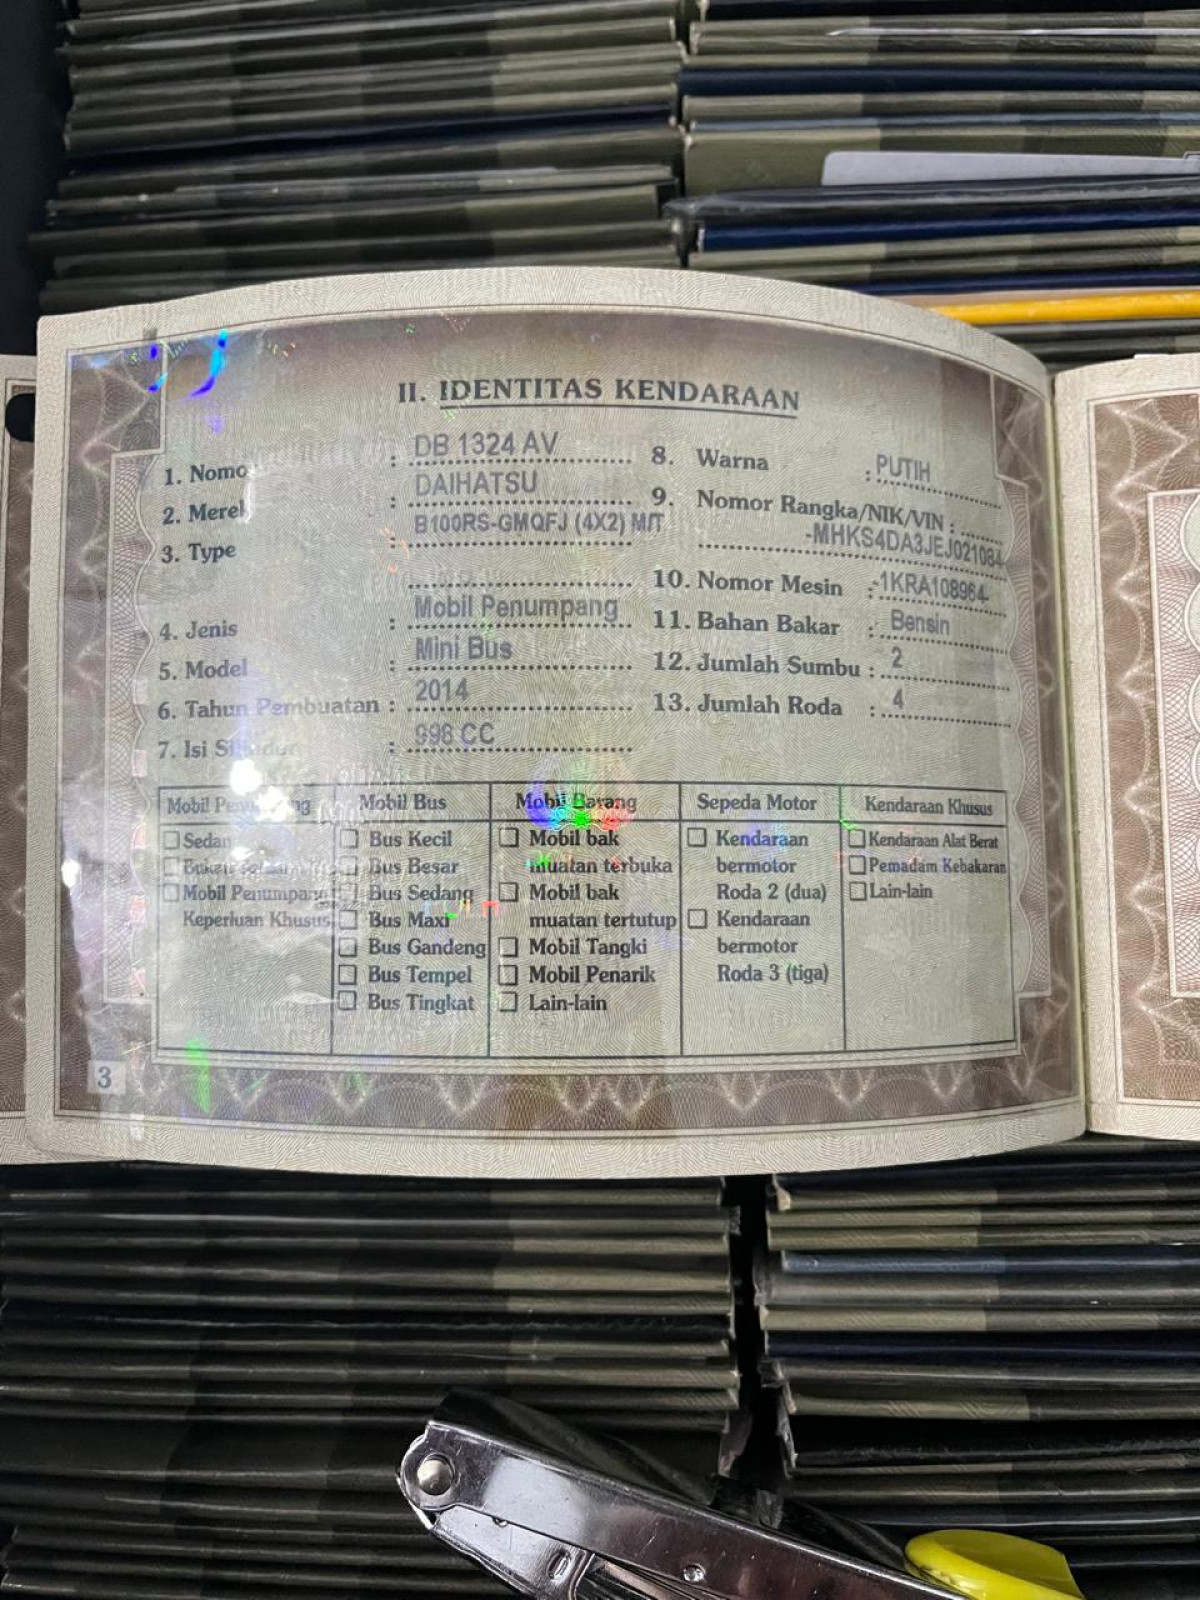 II. IDENTITAS KENDARAAN
1. Nomo : DB 1324 AV
2. Merek : DAIHATSU
3. Type : B100RS-GMQFJ (4X2) M/T
4. Jenis : Mobil Penumpang
5. Model : Mini Bus
6. Tahun Pembuatan : 2014
7. Isi Silinder : 998 CC
8. Warna : PUTIH
9. Nomor Rangka/NIK/VIN :
-MHKS4DA3JEJ021084
10. Nomor Mesin : -1KRA108964-
11. Bahan Bakar : Bensin
12. Jumlah Sumbu : 2
13. Jumlah Roda : 4
Mobil Penumpang
Sedan
Bukan Sedan
Mobil Penumpang
Keperluan Khusus
Mobil Bus
Bus Kecil
Bus Besar
Bus Sedang
Bus Maxi
Bus Gandeng
Bus Tempel
Bus Tingkat
Mobil Barang
Mobil bak
muatan terbuka
Mobil bak
muatan tertutup
Mobil Tangki
Mobil Penarik
Lain-lain
Sepeda Motor
Kendaraan
bermotor
Roda 2 (dua)
Kendaraan
bermotor
Roda 3 (tiga)
Kendaraan Khusus
Kendaraan Alat Berat
Pemadam Kebakaran
Lain-lain
3